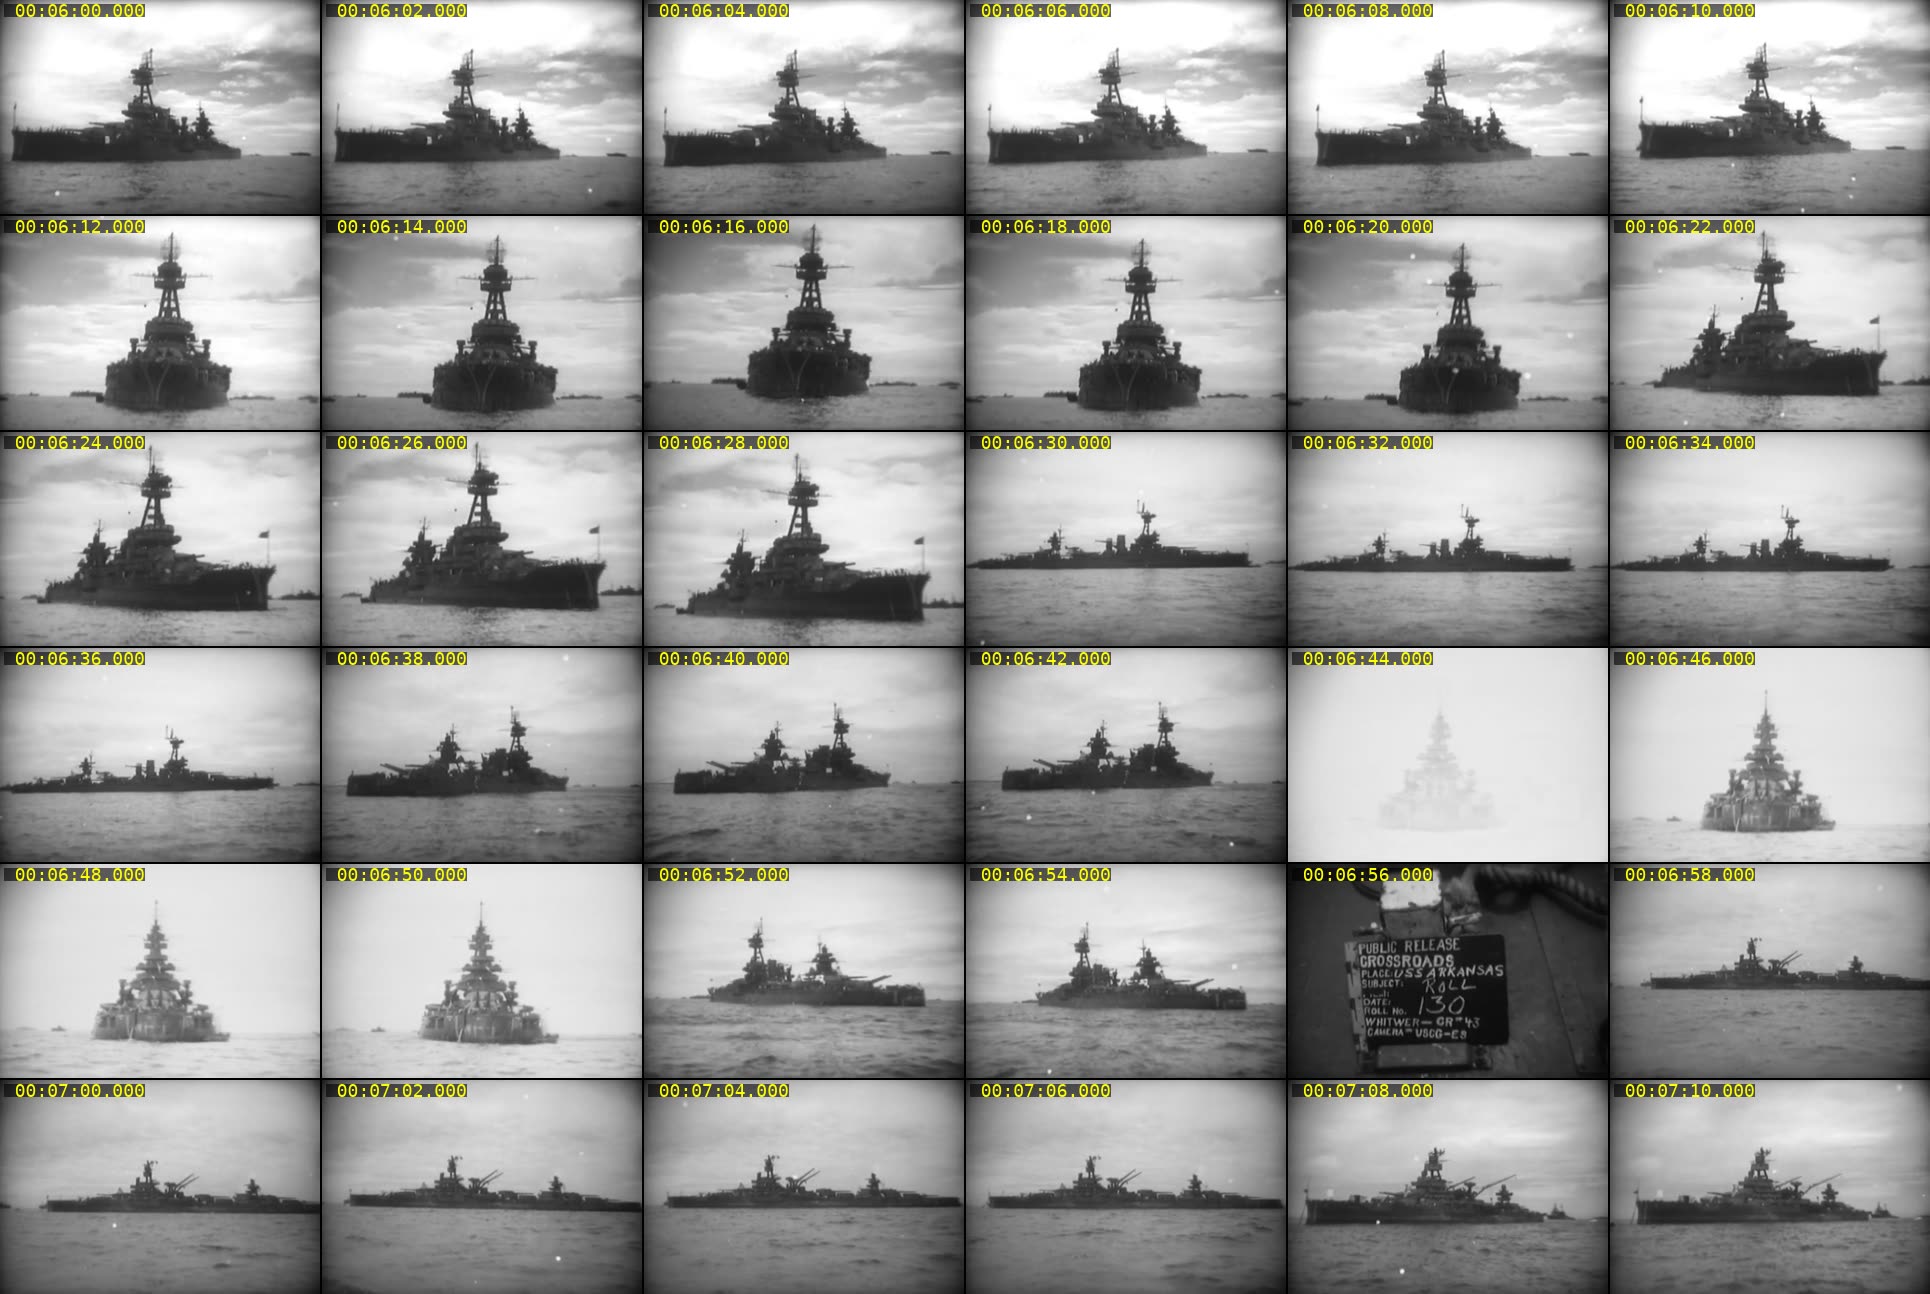 00:06:00.000 00:06:02.000 00:06:04.000 00:06:06.000 00:06:08.000 00:06:10.000
00:06:12.000 00:06:14.000 00:06:16.000 00:06:18.000 00:06:20.000 00:06:22.000
00:06:24.000 00:06:26.000 00:06:28.000 00:06:30.000 00:06:32.000 00:06:34.000
00:06:36.000 00:06:38.000 00:06:40.000 00:06:42.000 00:06:44.000 00:06:46.000
00:06:48.000 00:06:50.000 00:06:52.000 00:06:54.000 00:06:56.000 00:06:58.000
PUBLIC RELEASE
CROSSROADS
PLACE: USS ARKANSAS
SUBJECT: ROLL
DATE:
ROLL No. 130
WHITWER — GR # 43
CAMERA # USCG-E8
00:07:00.000 00:07:02.000 00:07:04.000 00:07:06.000 00:07:08.000 00:07:10.000